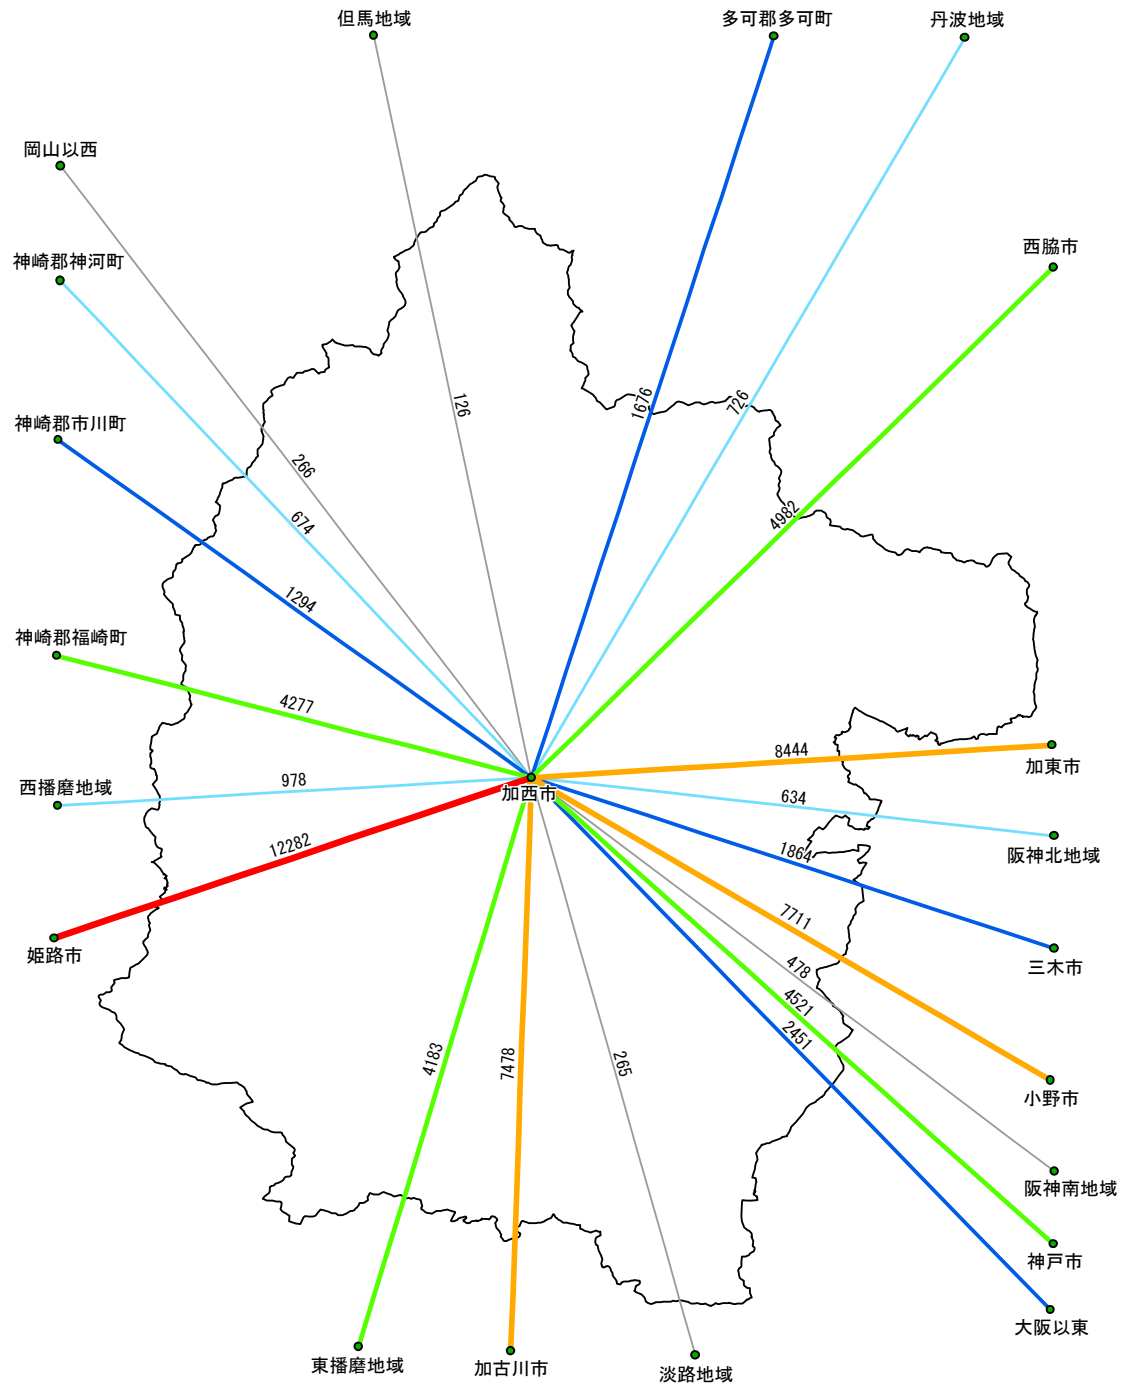 但馬地域
多可郡多可町
丹波地域
岡山以西
西脇市
神崎郡神河町
126
1676
726
神崎郡市川町
266
674
4982
1294
神崎郡福崎町
4277
8444
加東市
西播磨地域
978
加西市
634
阪神北地域
12282
1864
姫路市
7711
三木市
478
4521
2451
4183
7478
265
小野市
阪神南地域
神戸市
大阪以東
東播磨地域
加古川市
淡路地域